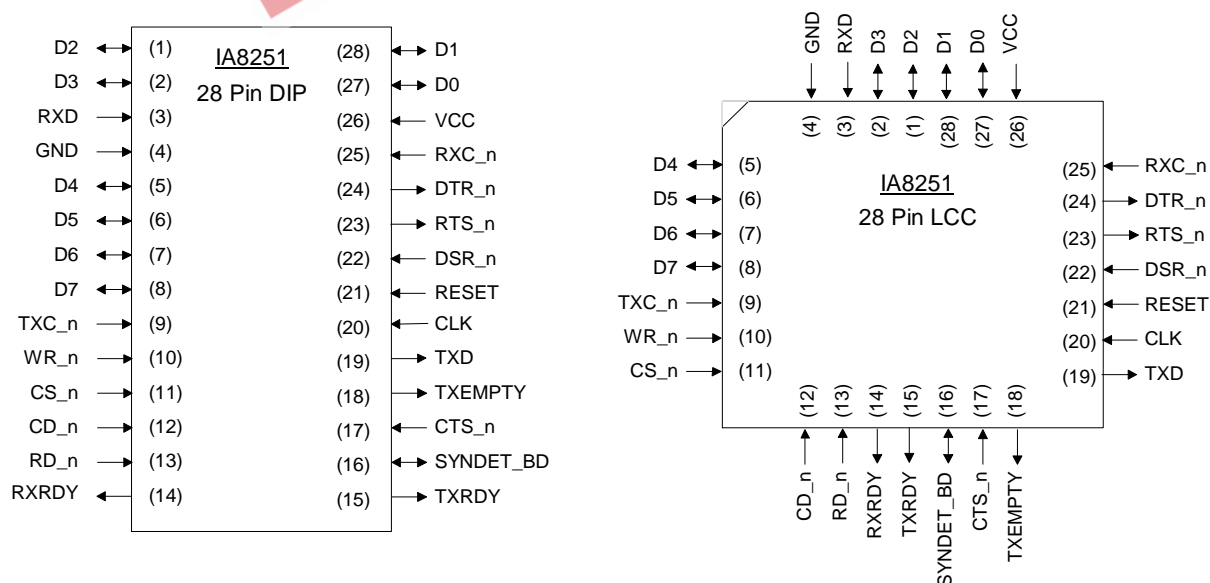 IA8251
28 Pin DIP
D2 (1)
D3 (2)
RXD (3)
GND (4)
D4 (5)
D5 (6)
D6 (7)
D7 (8)
TXC_n (9)
WR_n (10)
CS_n (11)
CD_n (12)
RD_n (13)
RXRDY (14)
(28) D1
(27) D0
(26) VCC
(25) RXC_n
(24) DTR_n
(23) RTS_n
(22) DSR_n
(21) RESET
(20) CLK
(19) TXD
(18) TXEMPTY
(17) CTS_n
(16) SYNDET_BD
(15) TXRDY
GND RXD D3 D2 D1 D0 VCC
(4) (3) (2) (1) (28) (27) (26)
IA8251
28 Pin LCC
D4 (5)
D5 (6)
D6 (7)
D7 (8)
TXC_n (9)
WR_n (10)
CS_n (11)
(25) RXC_n
(24) DTR_n
(23) RTS_n
(22) DSR_n
(21) RESET
(20) CLK
(19) TXD
(12) (13) (14) (15) (16) (17) (18)
CD_n RD_n RXRDY TXRDY SYNDET_BD CTS_n TXEMPTY